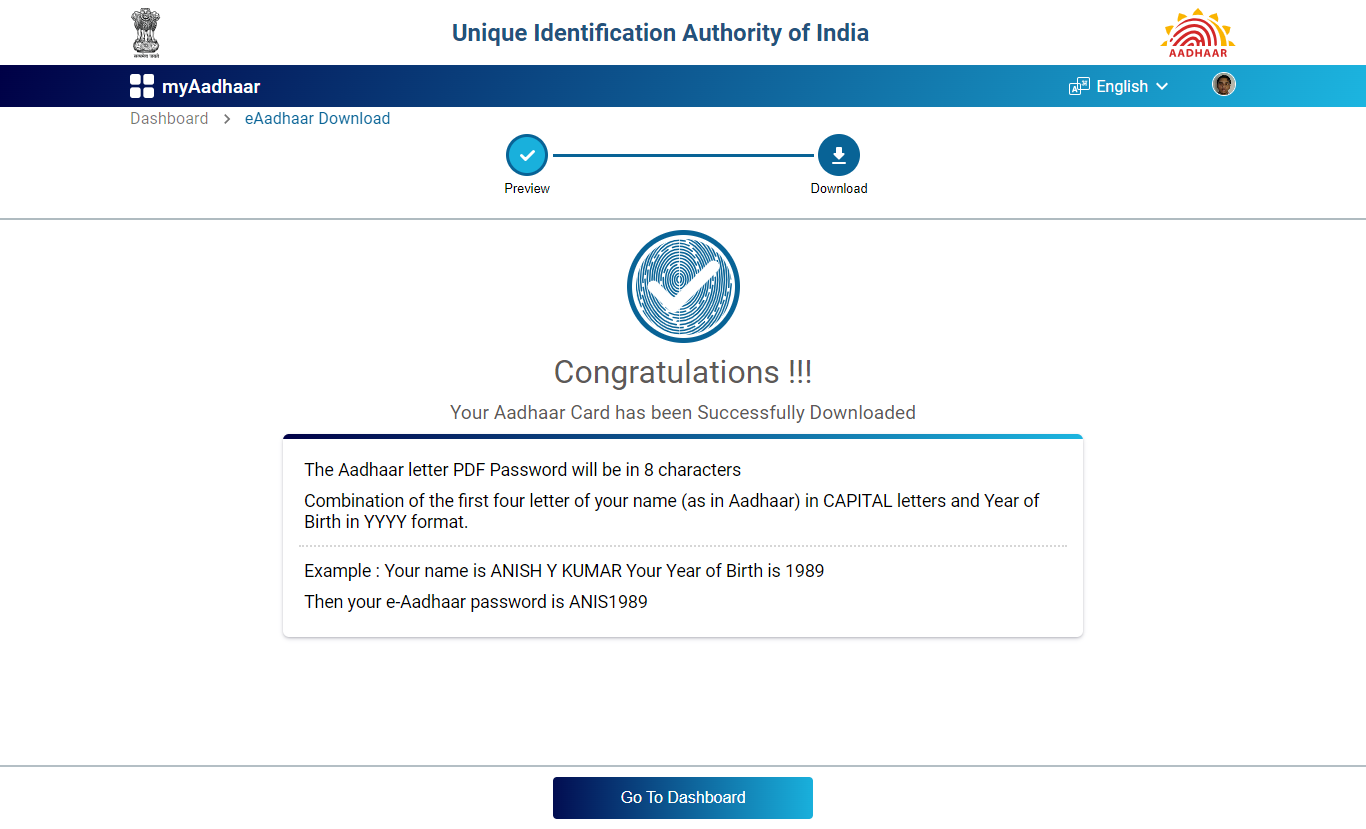 Unique Identification Authority of India
सत्यमेव जयते
AADHAAR
myAadhaar
English
Dashboard > eAadhaar Download
Preview
Download
Congratulations !!!
Your Aadhaar Card has been Successfully Downloaded
The Aadhaar letter PDF Password will be in 8 characters
Combination of the first four letter of your name (as in Aadhaar) in CAPITAL letters and Year of
Birth in YYYY format.
Example : Your name is ANISH Y KUMAR Your Year of Birth is 1989
Then your e-Aadhaar password is ANIS1989
Go To Dashboard